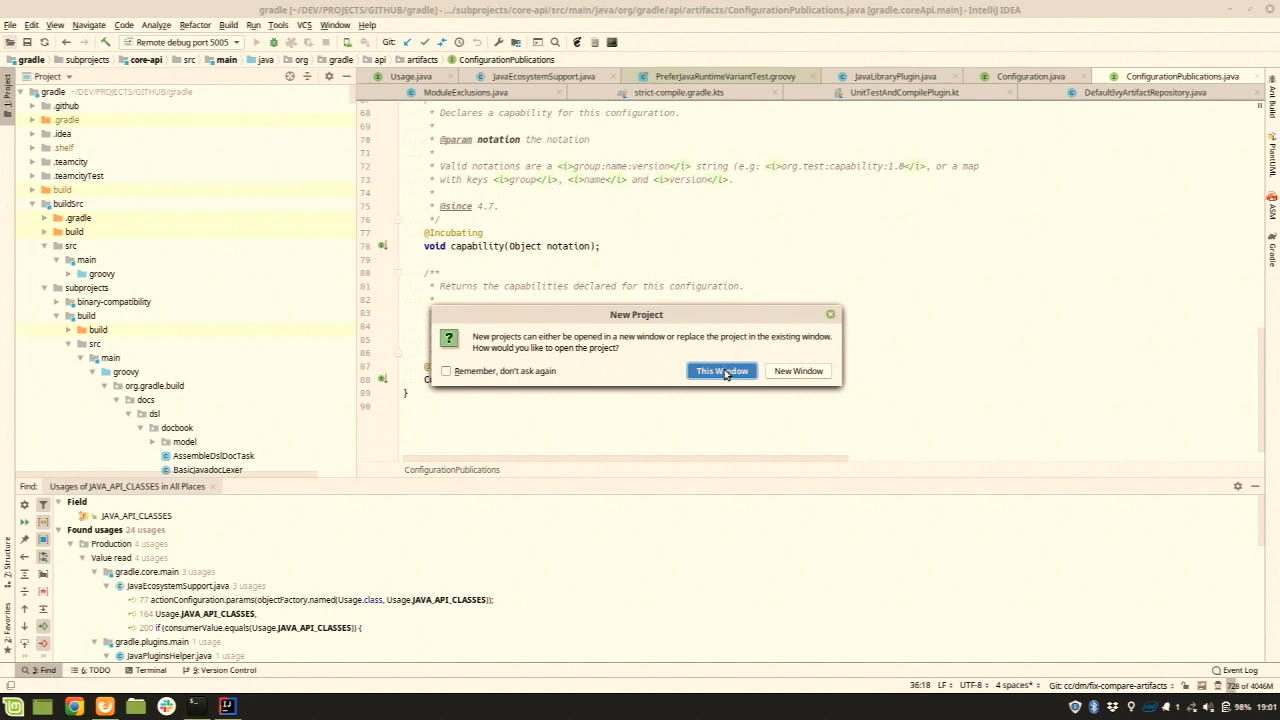 gradle [~/DEV/PROJECTS/GITHUB/gradle] - .../subprojects/core-api/src/main/java/org/gradle/api/artifacts/ConfigurationPublications.java [gradle.coreApi.main] - IntelliJ IDEA
File Edit View Navigate Code Analyze Refactor Build Run Tools VCS Window Help
Remote debug port 5005 Git:
gradle subprojects core-api src main java org gradle api artifacts ConfigurationPublications
Project Usage.java JavaEcosystemSupport.java PreferJavaRuntimeVariantTest.groovy JavaLibraryPlugin.java Configuration.java ConfigurationPublications.java
ModuleExclusions.java strict-compile.gradle.kts UnitTestAndCompilePlugin.kt DefaultIvyArtifactRepository.java
1: Project
gradle ~/DEV/PROJECTS/GITHUB/gradle
.github
.gradle
.idea
.shelf
.teamcity
.teamcityTest
build
buildSrc
.gradle
build
src
main
groovy
subprojects
binary-compatibility
build
build
src
main
groovy
org.gradle.build
docs
dsl
docbook
model
AssembleDslDocTask
BasicJavadocLexer
68 * Declares a capability for this configuration.
69 *
70 * @param notation the notation
71 *
72 * Valid notations are a <i>group:name:version</i> string (e.g: <i>org.test:capability:1.0</i>, or a map
73 * with keys <i>group</i>, <i>name</i> and <i>version</i>.
74 *
75 * @since 4.7.
76 */
77 @Incubating
78 void capability(Object notation);
79
80 /**
81 * Returns the capabilities declared for this configuration.
82 *
83
84
85
86
87 @
88 C
89 }
90
ConfigurationPublications
New Project
New projects can either be opened in a new window or replace the project in the existing window.
How would you like to open the project?
Remember, don't ask again This Window New Window
Ant Build
PlantUML
ASM
Gradle
Find: Usages of JAVA_API_CLASSES in All Places
Field
JAVA_API_CLASSES
Found usages 24 usages
Production 4 usages
Value read 4 usages
gradle.core.main 3 usages
JavaEcosystemSupport.java 3 usages
77 actionConfiguration.params(objectFactory.named(Usage.class, Usage.JAVA_API_CLASSES));
164 Usage.JAVA_API_CLASSES,
200 if (consumerValue.equals(Usage.JAVA_API_CLASSES)) {
gradle.plugins.main 1 usage
JavaPluginsHelper.java 1 usage
Z: Structure
2: Favorites
3: Find 6: TODO Terminal 9: Version Control Event Log
36:18 LF UTF-8 4 spaces* Git: cc/dm/fix-compare-artifacts 728 of 4046M
1 98% 19:01